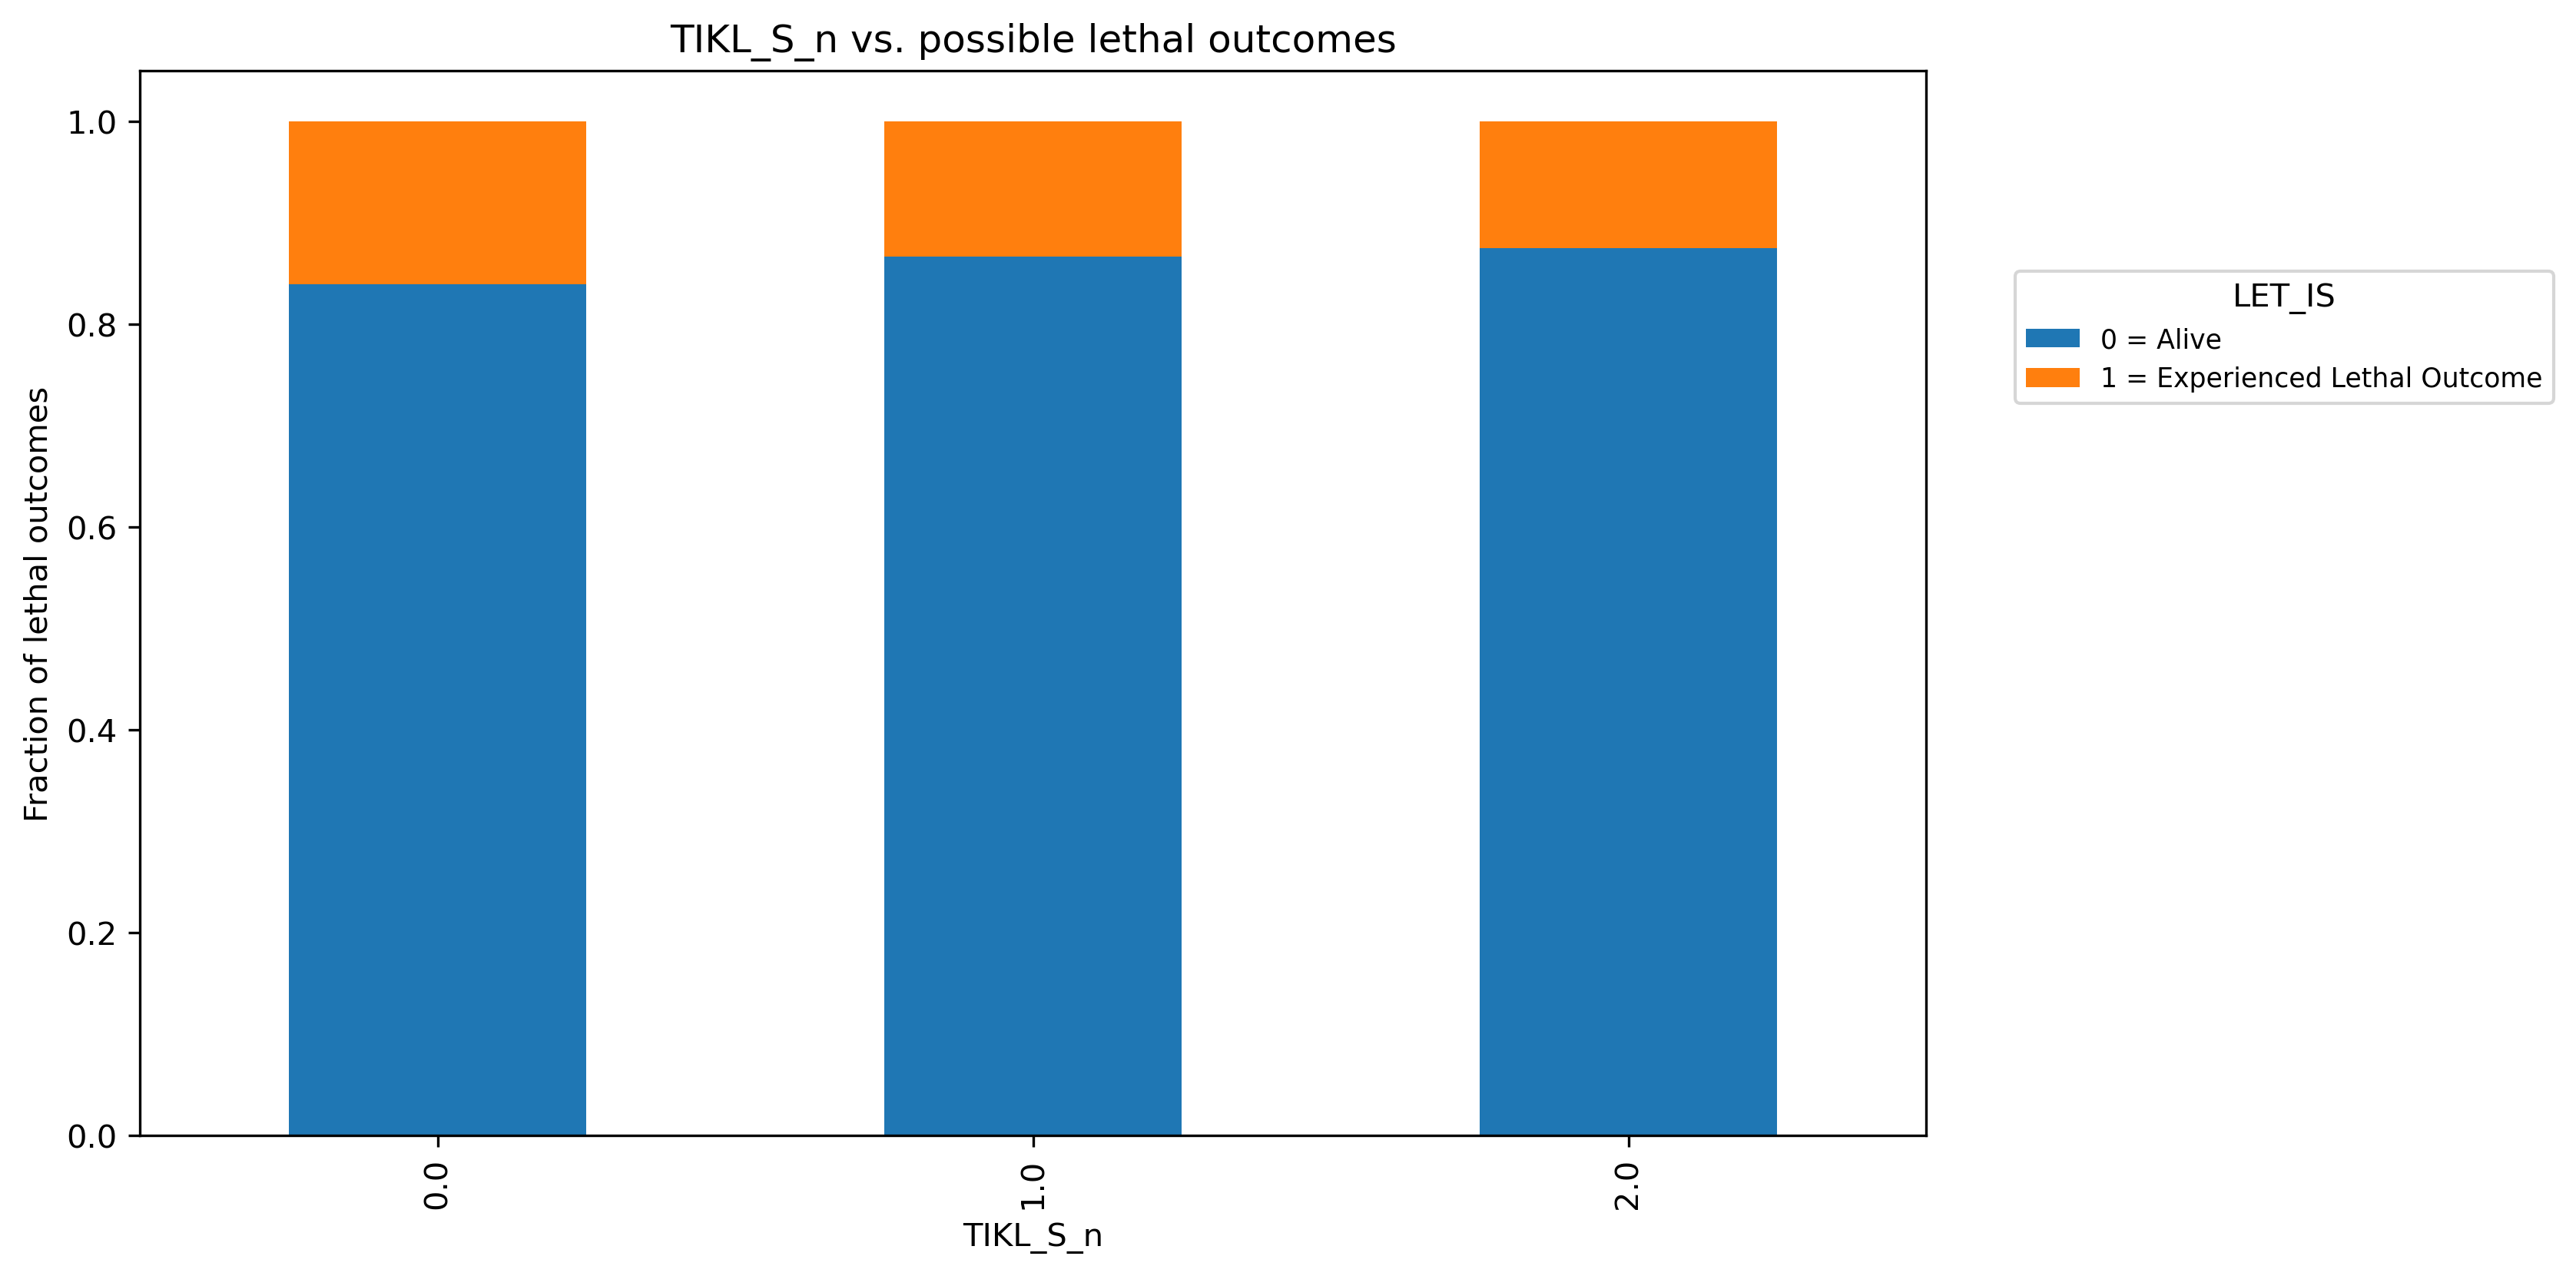 TIKL_S_n vs. possible lethal outcomes
Fraction of lethal outcomes
1.0
0.8
0.6
0.4
0.2
0.0
0.0
1.0
2.0
TIKL_S_n
LET_IS
0 = Alive
1 = Experienced Lethal Outcome